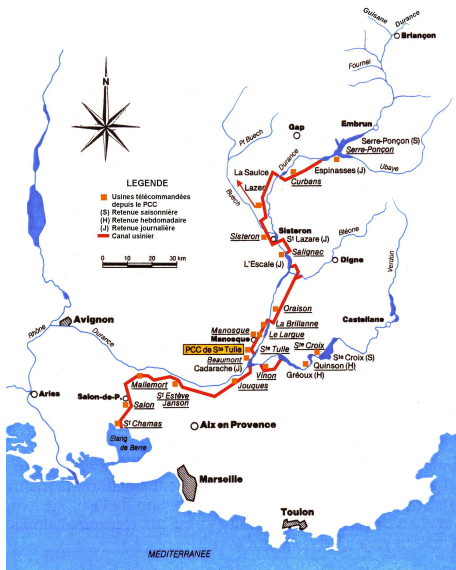 Guisane
Durance
Briançon
Fournel
N
Embrun
Gap
Pt Buech
Serre-Ponçon (S)
Serre-Ponçon
Durance
Espinasses (J)
Ubaye
La Saulce
Curbans
LEGENDE
Lazer
Usines télécommandées
depuis le PCC
(S) Retenue saisonnière
(H) Retenue hebdomadaire
(J) Retenue journalière
Canal usinier
Buech
Sisteron
Sisteron
St Lazare (J)
Bléone
Salignac
Verdon
0 10 20 30 km
L'Escale (J)
Digne
Oraison
Avignon
Castellane
La Brillanne
Rhône
Durance
Manosque
Manosque
Le Largue
PCC de Ste Tulle
Ste Tulle
Ste Croix
Beaumont
Ste Croix (S)
Cadarache (J)
Quinson (H)
Vinon
Gréoux (H)
Mallemort
Jouques
Arles
Salon-de-P.
St Estève
Janson
Salon
St Chamas
Aix en Provence
Etang
de Berre
Marseille
Toulon
MEDITERRANEE